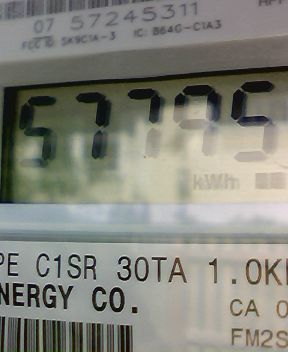 07 57245311
FCC ID: SK9C1A-3 IC: B64G-C1A3
57795
kWh
PE C1SR 30TA 1.0K
NERGY CO.
CA 0
FM2S